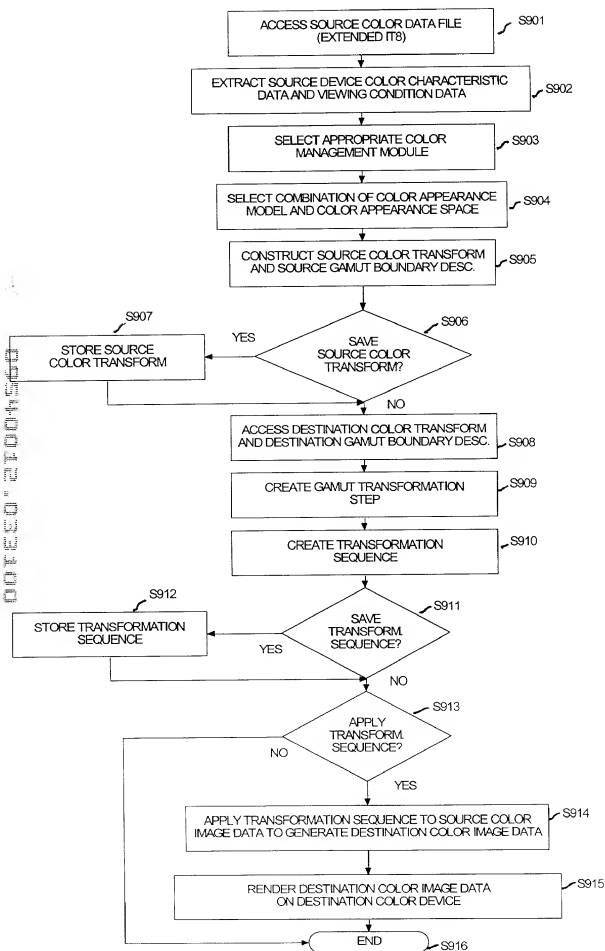 ACCESS SOURCE COLOR DATA FILE
(EXTENDED IT8)
S901
EXTRACT SOURCE DEVICE COLOR CHARACTERISTIC
DATA AND VIEWING CONDITION DATA
S902
SELECT APPROPRIATE COLOR
MANAGEMENT MODULE
S903
SELECT COMBINATION OF COLOR APPEARANCE
MODEL AND COLOR APPEARANCE SPACE
S904
CONSTRUCT SOURCE COLOR TRANSFORM
AND SOURCE GAMUT BOUNDARY DESC.
S905
S906
SAVE
SOURCE COLOR
TRANSFORM?
YES
S907
STORE SOURCE
COLOR TRANSFORM
NO
ACCESS DESTINATION COLOR TRANSFORM
AND DESTINATION GAMUT BOUNDARY DESC.
S908
CREATE GAMUT TRANSFORMATION
STEP
S909
CREATE TRANSFORMATION
SEQUENCE
S910
S911
SAVE
TRANSFORM.
SEQUENCE?
YES
S912
STORE TRANSFORMATION
SEQUENCE
NO
S913
APPLY
TRANSFORM.
SEQUENCE?
NO
YES
APPLY TRANSFORMATION SEQUENCE TO SOURCE COLOR
IMAGE DATA TO GENERATE DESTINATION COLOR IMAGE DATA
S914
RENDER DESTINATION COLOR IMAGE DATA
ON DESTINATION COLOR DEVICE
S915
END
S916